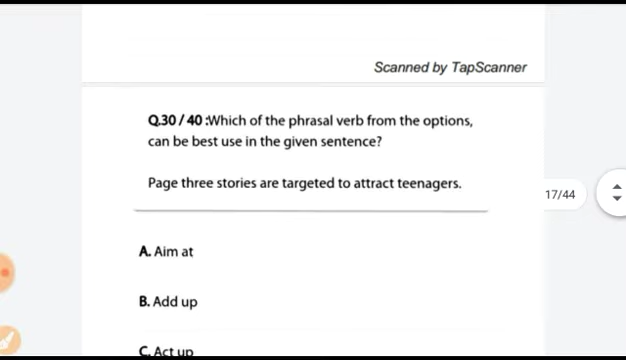 Scanned by TapScanner
Q.30 / 40 :Which of the phrasal verb from the options,
can be best use in the given sentence?
Page three stories are targeted to attract teenagers.
17/44
A. Aim at
B. Add up
C. Act up